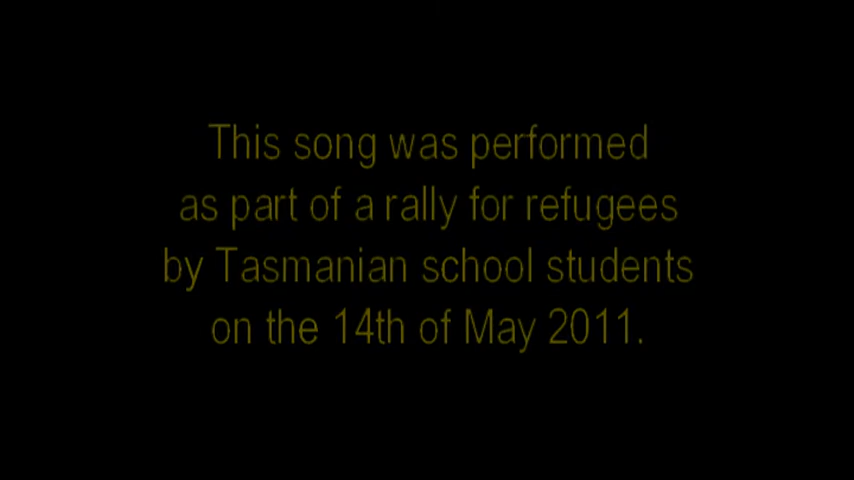 This song was performed
as part of a rally for refugees
by Tasmanian school students
on the 14th of May 2011.